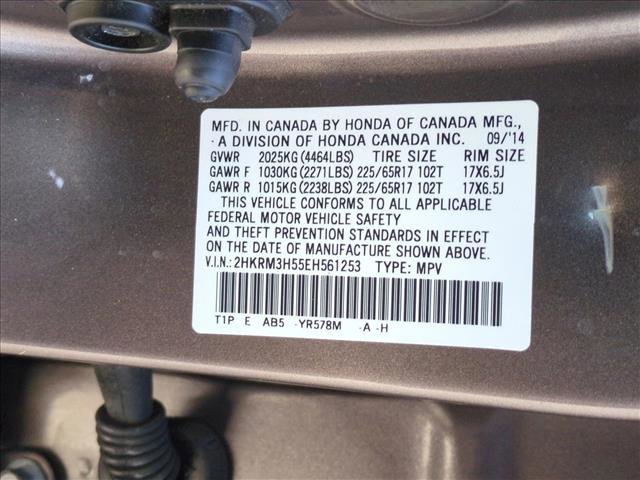 MFD. IN CANADA BY HONDA OF CANADA MFG.,
A DIVISION OF HONDA CANADA INC. 09/'14
GVWR 2025KG(4464LBS) TIRE SIZE RIM SIZE
GAWR F 1030KG(2271LBS) 225/65R17 102T 17X6.5J
GAWR R 1015KG(2238LBS) 225/65R17 102T 17X6.5J
THIS VEHICLE CONFORMS TO ALL APPLICABLE
FEDERAL MOTOR VEHICLE SAFETY
AND THEFT PREVENTION STANDARDS IN EFFECT
ON THE DATE OF MANUFACTURE SHOWN ABOVE.
V.I.N.: 2HKRM3H55EH561253 TYPE: MPV
T1P E AB5 -YR578M -A -H